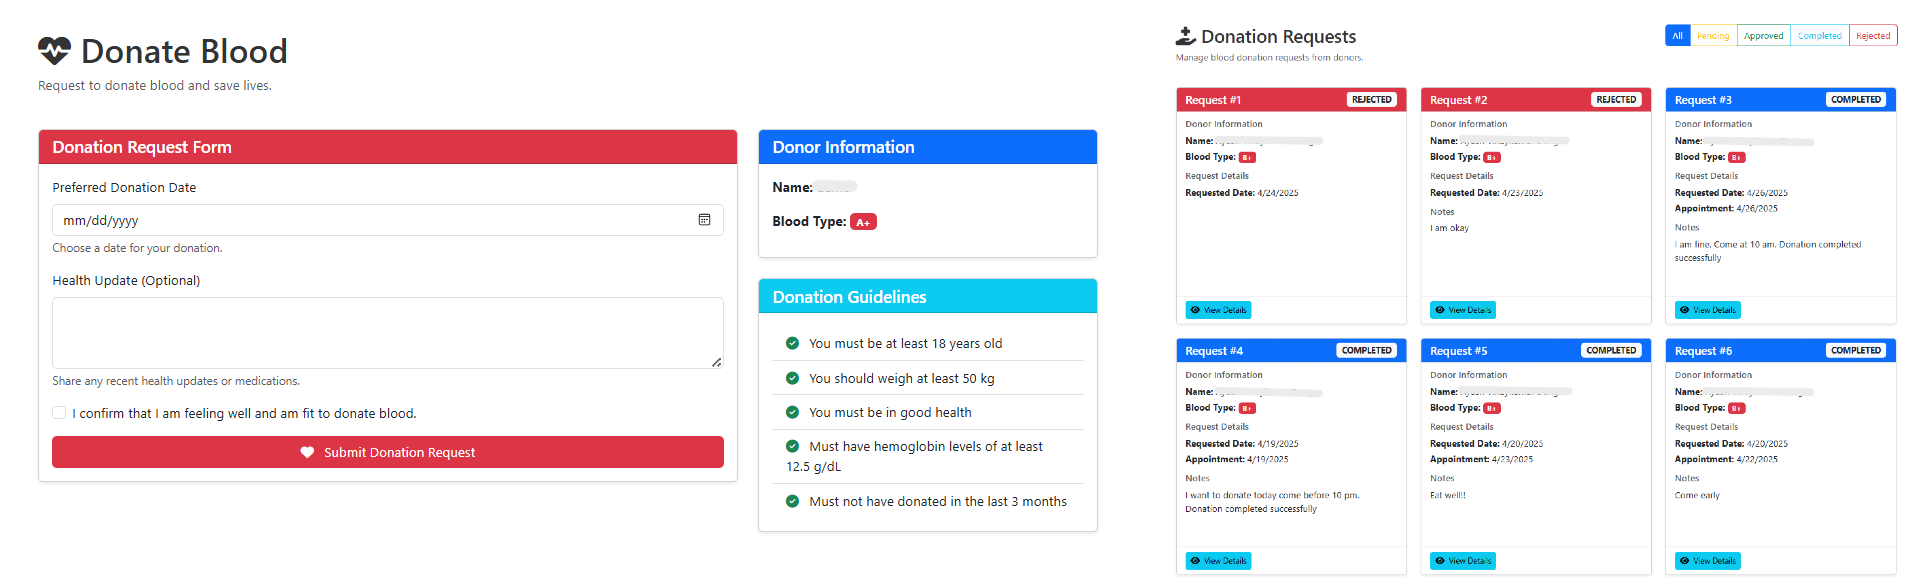 Donate Blood
Request to donate blood and save lives.
Donation Request Form
Preferred Donation Date
mm/dd/yyyy
Choose a date for your donation.
Health Update (Optional)
Share any recent health updates or medications.
I confirm that I am feeling well and am fit to donate blood.
Submit Donation Request
Donor Information
Name:
Blood Type: A+
Donation Guidelines
You must be at least 18 years old
You should weigh at least 50 kg
You must be in good health
Must have hemoglobin levels of at least
12.5 g/dL
Must not have donated in the last 3 months
Donation Requests
Manage blood donation requests from donors.
All Pending Approved Completed Rejected
Request #1 REJECTED
Donor Information
Name:
Blood Type: B+
Request Details
Requested Date: 4/24/2025
View Details
Request #2 REJECTED
Donor Information
Name:
Blood Type: B+
Request Details
Requested Date: 4/23/2025
Notes
I am okay
View Details
Request #3 COMPLETED
Donor Information
Name:
Blood Type: B+
Request Details
Requested Date: 4/26/2025
Appointment: 4/26/2025
Notes
I am fine. Come at 10 am. Donation completed
successfully
View Details
Request #4 COMPLETED
Donor Information
Name:
Blood Type: B+
Request Details
Requested Date: 4/19/2025
Appointment: 4/19/2025
Notes
I want to donate today come before 10 pm.
Donation completed successfully
View Details
Request #5 COMPLETED
Donor Information
Name:
Blood Type: B+
Request Details
Requested Date: 4/20/2025
Appointment: 4/23/2025
Notes
Eat well!!
View Details
Request #6 COMPLETED
Donor Information
Name:
Blood Type: B+
Request Details
Requested Date: 4/20/2025
Appointment: 4/22/2025
Notes
Come early
View Details